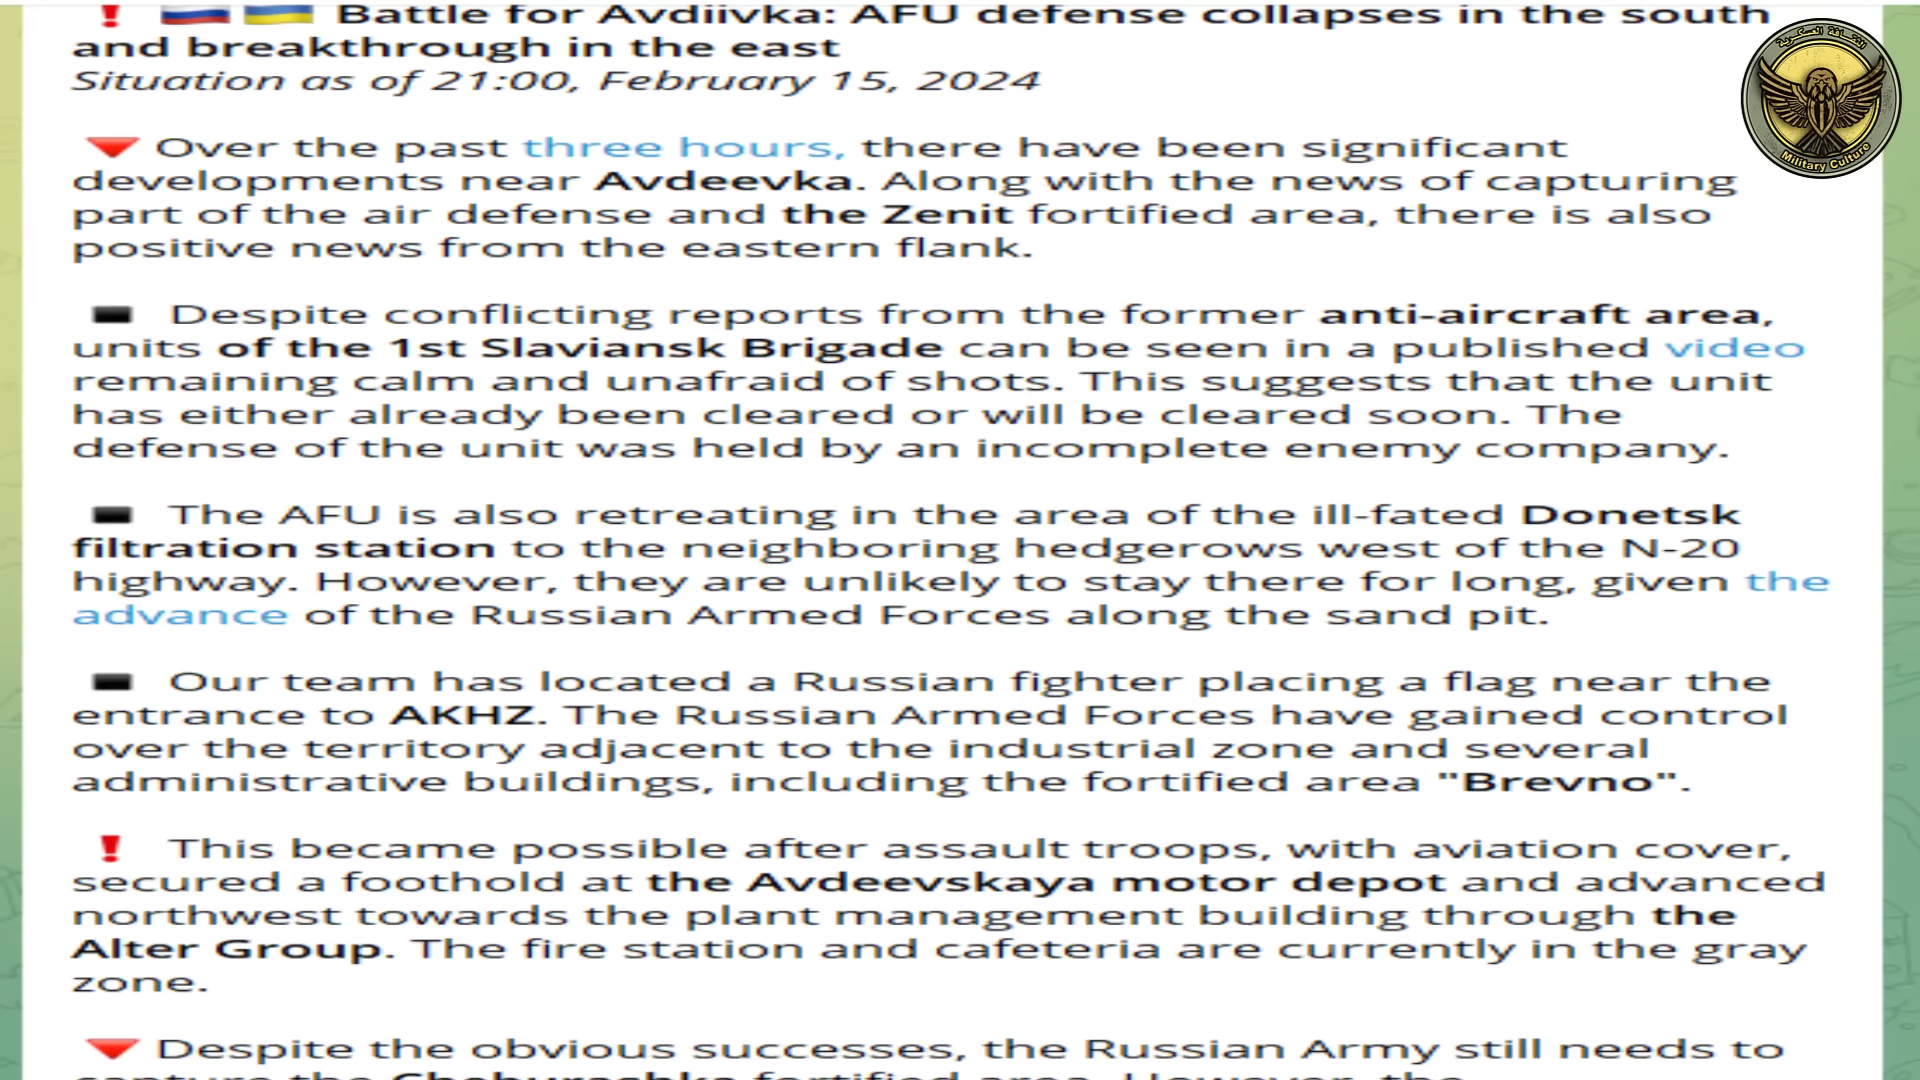 Battle for Avdiivka: AFU defense collapses in the south
and breakthrough in the east
Situation as of 21:00, February 15, 2024
Over the past three hours, there have been significant
developments near Avdeevka. Along with the news of capturing
part of the air defense and the Zenit fortified area, there is also
positive news from the eastern flank.
Despite conflicting reports from the former anti-aircraft area,
units of the 1st Slaviansk Brigade can be seen in a published video
remaining calm and unafraid of shots. This suggests that the unit
has either already been cleared or will be cleared soon. The
defense of the unit was held by an incomplete enemy company.
The AFU is also retreating in the area of the ill-fated Donetsk
filtration station to the neighboring hedgerows west of the N-20
highway. However, they are unlikely to stay there for long, given the
advance of the Russian Armed Forces along the sand pit.
Our team has located a Russian fighter placing a flag near the
entrance to AKHZ. The Russian Armed Forces have gained control
over the territory adjacent to the industrial zone and several
administrative buildings, including the fortified area "Brevno".
This became possible after assault troops, with aviation cover,
secured a foothold at the Avdeevskaya motor depot and advanced
northwest towards the plant management building through the
Alter Group. The fire station and cafeteria are currently in the gray
zone.
Despite the obvious successes, the Russian Army still needs to
capture the Cheburashka fortified area. However, the
الثقافة العسكرية
Military Culture